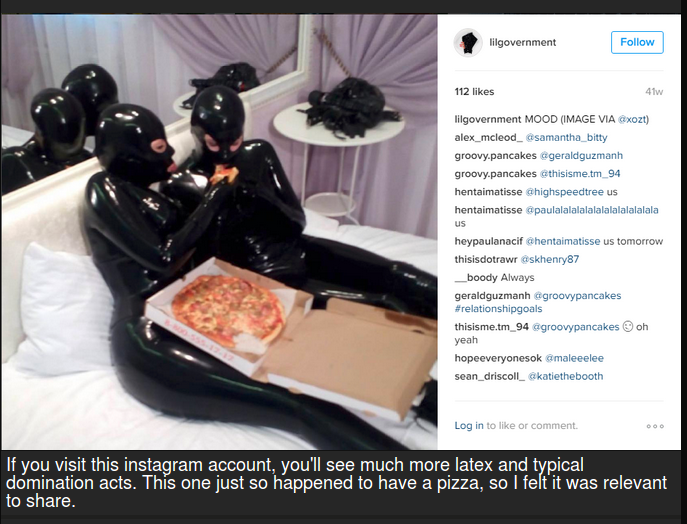 lilgovernment
Follow
112 likes
41w
lilgovernment MOOD (IMAGE VIA @xozt)
alex_mcleod_ @samantha_bitty
groovy.pancakes @geraldguzmanh
groovy.pancakes @thisisme.tm_94
hentaimatisse @highspeedtree us
hentaimatisse @paulalalalalalalalalalalala
us
heypaulanacif @hentaimatisse us tomorrow
thisisdotrawr @skhenry87
__boody Always
geraldguzmanh @groovypancakes
#relationshipgoals
thisisme.tm_94 @groovypancakes 😏 oh
yeah
hopeeveryonesok @maleeelee
sean_driscoll_ @katiethebooth
Log in to like or comment.
If you visit this instagram account, you'll see much more latex and typical
domination acts. This one just so happened to have a pizza, so I felt it was relevant
to share.